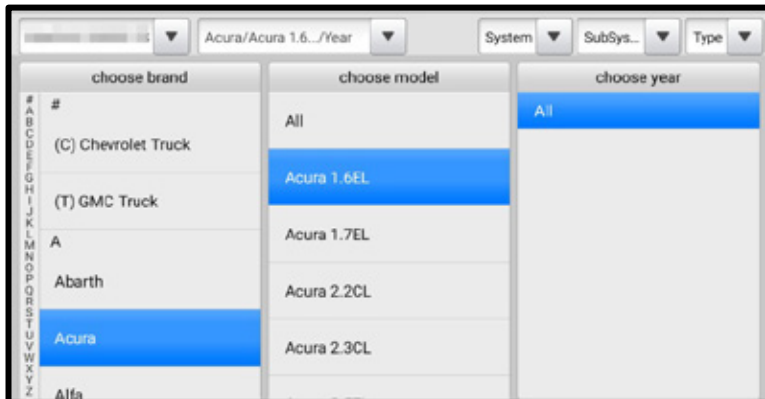 Acura/Acura 1.6.../Year
System
SubSys...
Type
choose brand
choose model
choose year
#
A
B
C
D
E
F
G
H
I
J
K
L
M
N
O
P
Q
R
S
T
U
V
W
X
Y
Z
#
(C) Chevrolet Truck
(T) GMC Truck
A
Abarth
Acura
Alfa
All
Acura 1.6EL
Acura 1.7EL
Acura 2.2CL
Acura 2.3CL
All